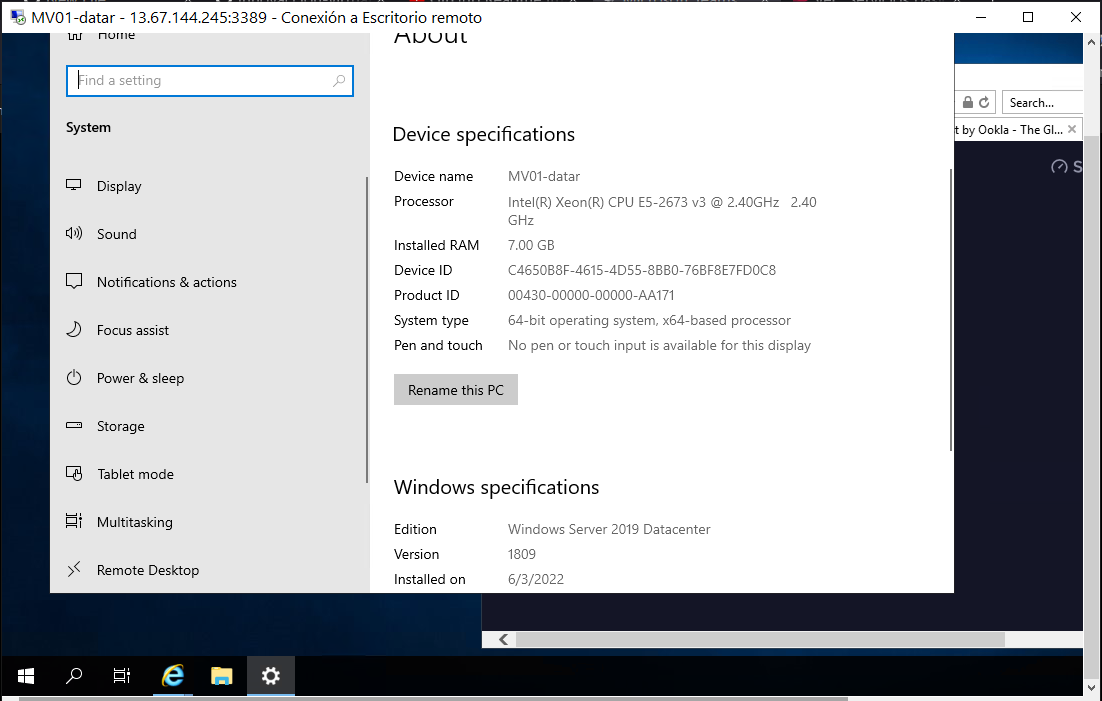 MV01-datar - 13.67.144.245:3389 - Conexión a Escritorio remoto
Home
Find a setting
System
Display
Sound
Notifications & actions
Focus assist
Power & sleep
Storage
Tablet mode
Multitasking
Remote Desktop
About
Device specifications
Device name MV01-datar
Processor Intel(R) Xeon(R) CPU E5-2673 v3 @ 2.40GHz 2.40
GHz
Installed RAM 7.00 GB
Device ID C4650B8F-4615-4D55-8BB0-76BF8E7FD0C8
Product ID 00430-00000-00000-AA171
System type 64-bit operating system, x64-based processor
Pen and touch No pen or touch input is available for this display
Rename this PC
Windows specifications
Edition Windows Server 2019 Datacenter
Version 1809
Installed on 6/3/2022
Search...
t by Ookla - The Gl...
S